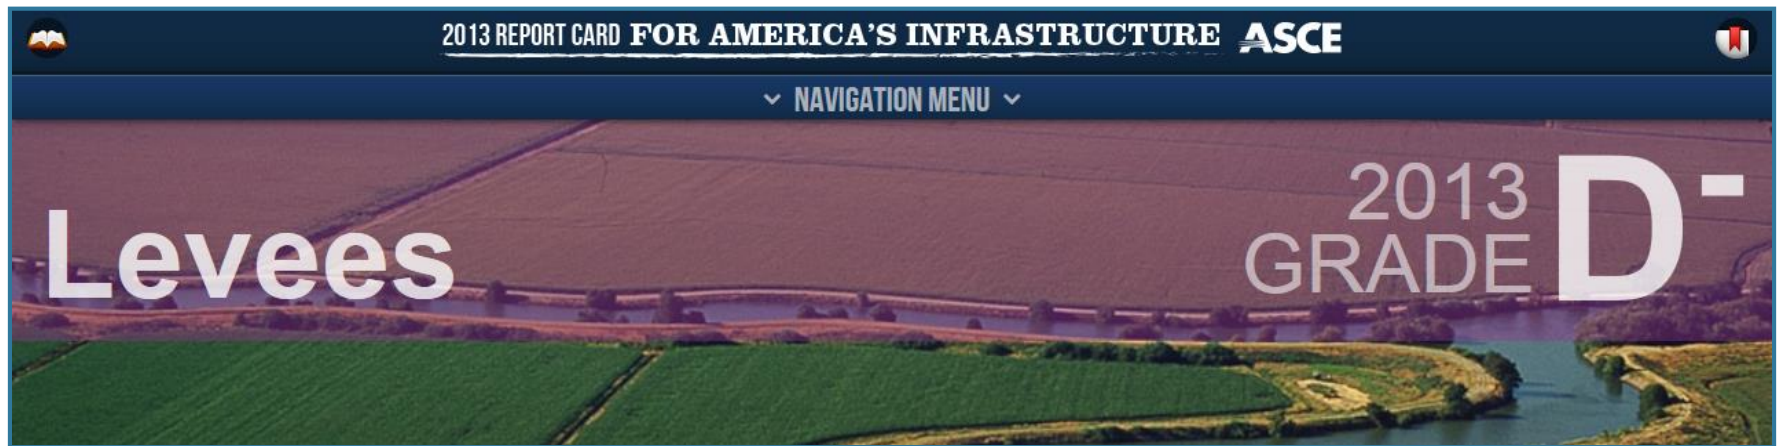 2013 REPORT CARD FOR AMERICA'S INFRASTRUCTURE ASCE
NAVIGATION MENU
Levees
2013
GRADE
D-